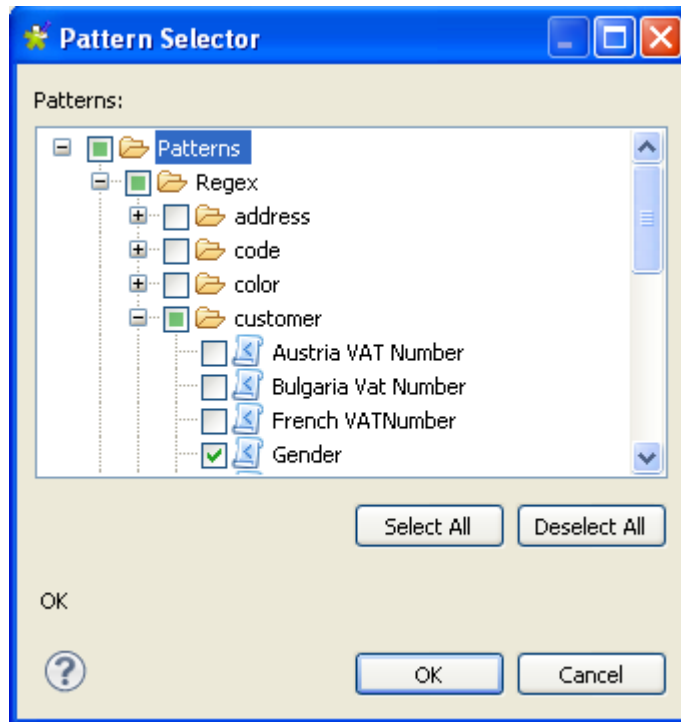 Pattern Selector
Patterns:
Patterns
Regex
address
code
color
customer
Austria VAT Number
Bulgaria Vat Number
French VATNumber
Gender
Select All Deselect All
OK
OK Cancel